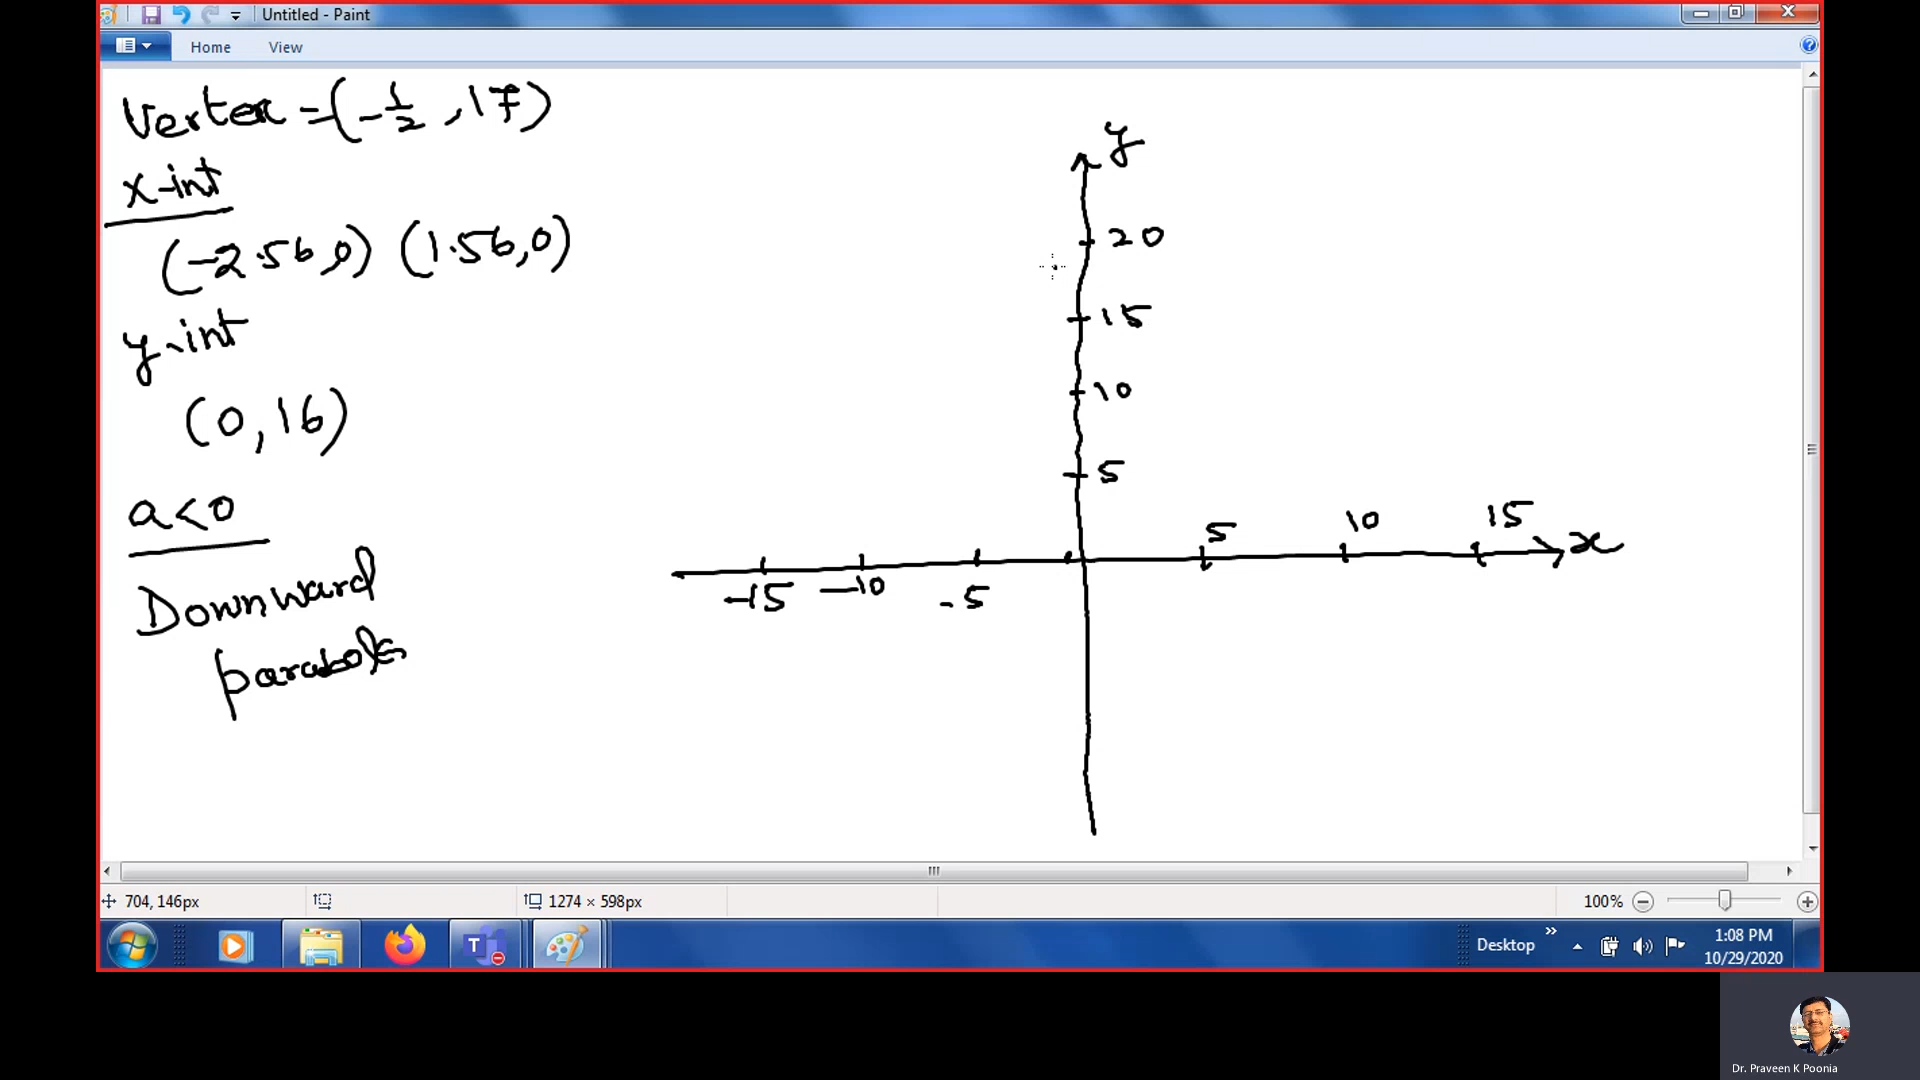 Untitled - Paint
Home View
Vertex = (-1/2, 17)
x-int
(-2.56, 0) (1.56, 0)
y-int
(0, 16)
a<0
Downward
parabola
y
20
15
10
5
5 10 15 x
-15 -10 -5
704, 146px
1274 × 598px
100%
Desktop
1:08 PM
10/29/2020
Dr. Praveen K Poonia